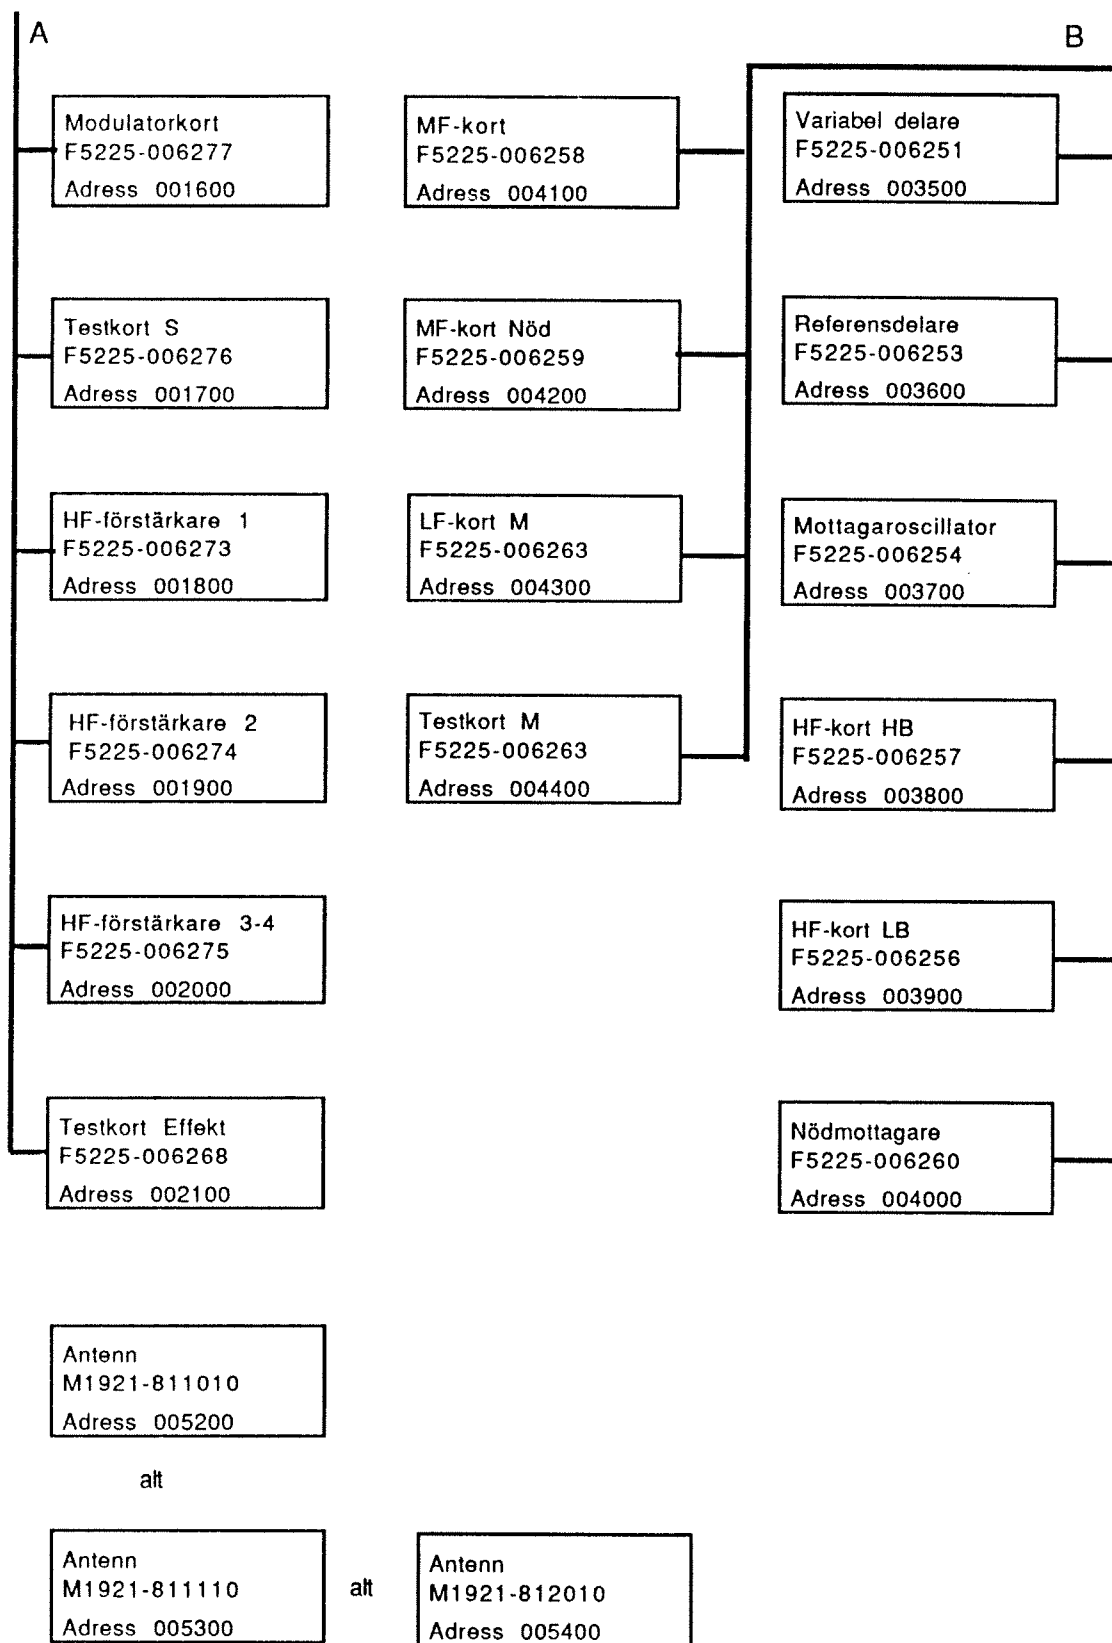 A
B
Modulatorkort
F5225-006277
Adress 001600
Testkort S
F5225-006276
Adress 001700
HF-förstärkare 1
F5225-006273
Adress 001800
HF-förstärkare 2
F5225-006274
Adress 001900
HF-förstärkare 3-4
F5225-006275
Adress 002000
Testkort Effekt
F5225-006268
Adress 002100
MF-kort
F5225-006258
Adress 004100
MF-kort Nöd
F5225-006259
Adress 004200
LF-kort M
F5225-006263
Adress 004300
Testkort M
F5225-006263
Adress 004400
Variabel delare
F5225-006251
Adress 003500
Referensdelare
F5225-006253
Adress 003600
Mottagaroscillator
F5225-006254
Adress 003700
HF-kort HB
F5225-006257
Adress 003800
HF-kort LB
F5225-006256
Adress 003900
Nödmottagare
F5225-006260
Adress 004000
Antenn
M1921-811010
Adress 005200
alt
Antenn
M1921-811110
Adress 005300
alt
Antenn
M1921-812010
Adress 005400